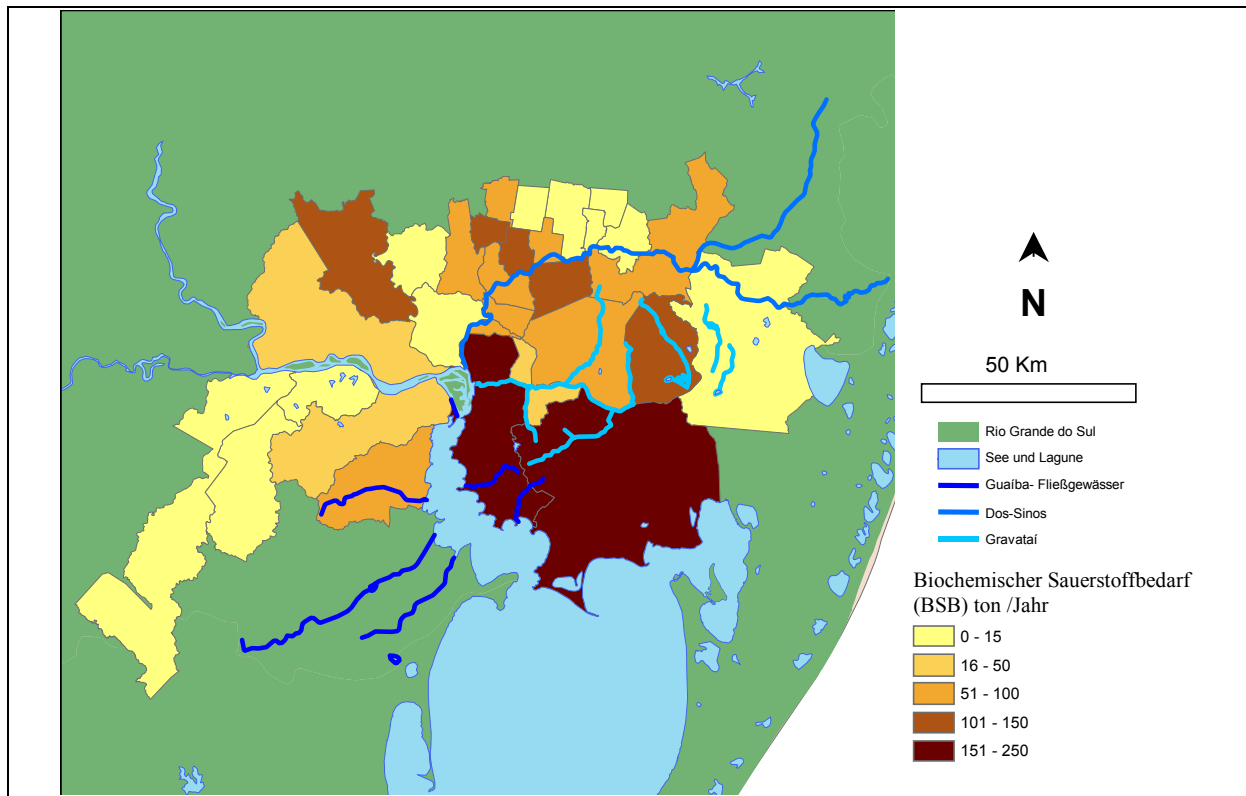 N
50 Km
Rio Grande do Sul
See und Lagune
Guaíba- Fließgewässer
Dos-Sinos
Gravataí
Biochemischer Sauerstoffbedarf
(BSB) ton /Jahr
0 - 15
16 - 50
51 - 100
101 - 150
151 - 250